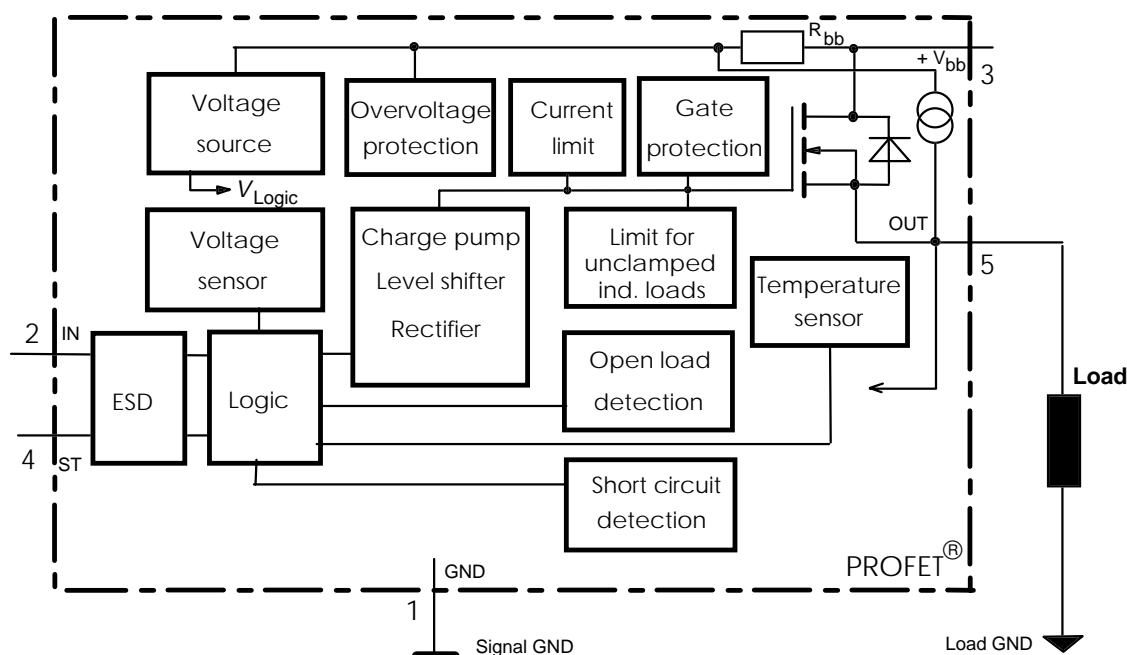 R bb
+ V bb
3
Voltage
source
Overvoltage
protection
Current
limit
Gate
protection
V Logic
Voltage
sensor
Charge pump
Level shifter
Rectifier
Limit for
unclamped
ind. loads
OUT
5
Temperature
sensor
2 IN
ESD
Logic
Open load
detection
Load
4 ST
Short circuit
detection
PROFET®
GND
1
Signal GND
Load GND